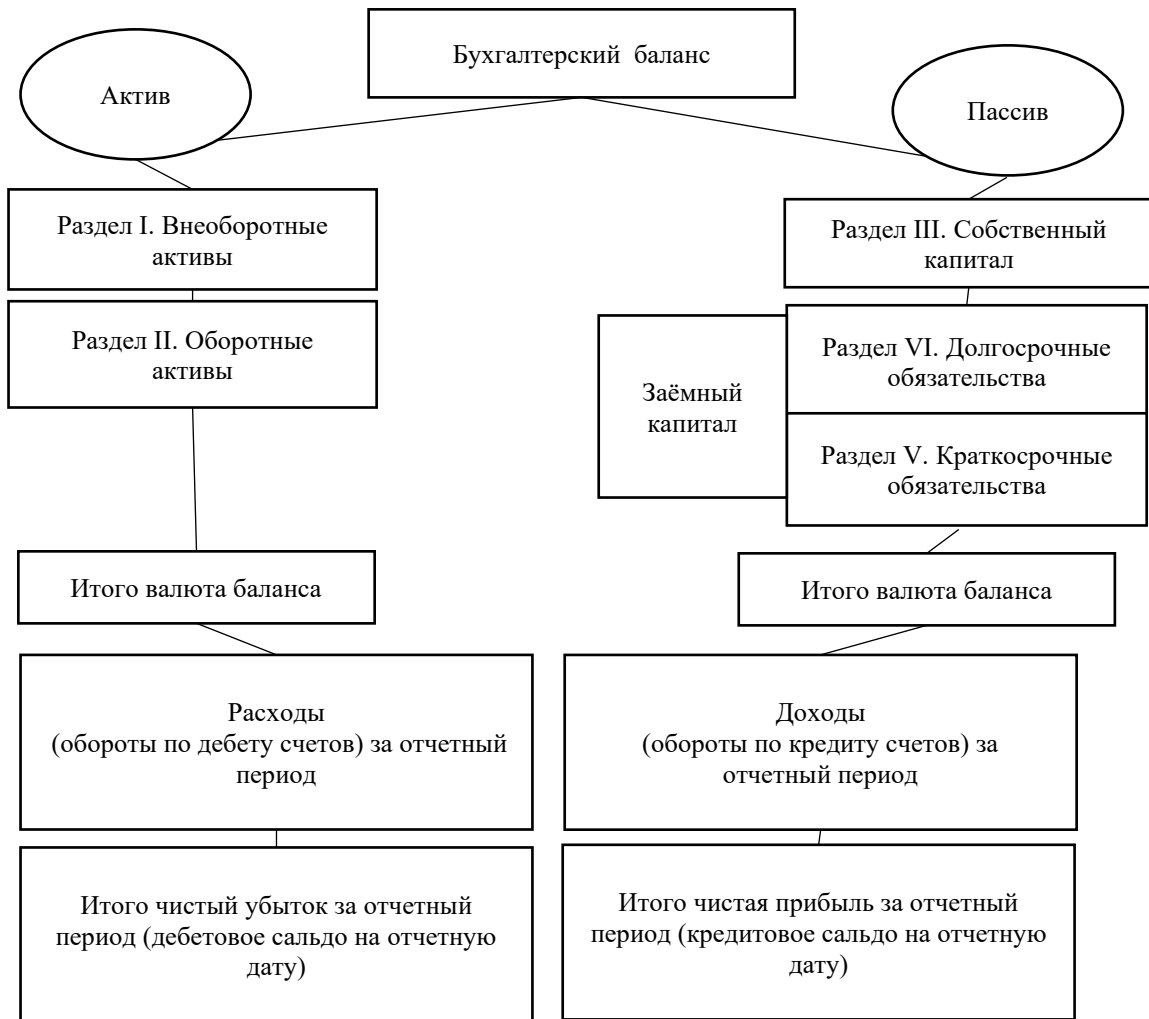 Бухгалтерский баланс
Актив
Пассив
Раздел I. Внеоборотные
активы
Раздел III. Собственный
капитал
Раздел II. Оборотные
активы
Заёмный
капитал
Раздел VI. Долгосрочные
обязательства
Раздел V. Краткосрочные
обязательства
Итого валюта баланса
Итого валюта баланса
Расходы
(обороты по дебету счетов) за отчетный
период
Доходы
(обороты по кредиту счетов) за
отчетный период
Итого чистый убыток за отчетный
период (дебетовое сальдо на отчетную
дату)
Итого чистая прибыль за отчетный
период (кредитовое сальдо на отчетную
дату)